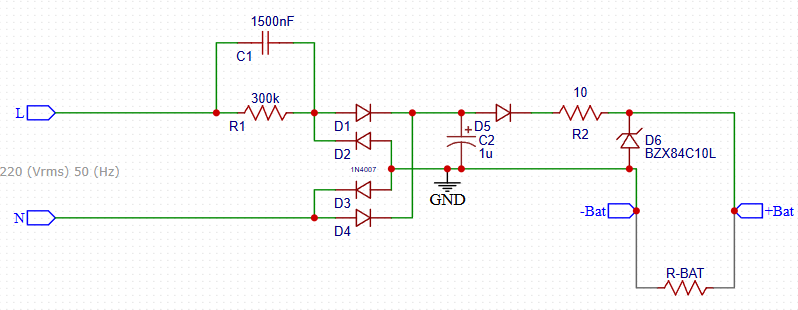 1500nF
C1
300k
10
L
R1
D1
D5
R2
+
C2
1u
D2
D6
BZX84C10L
220 (Vrms) 50 (Hz)
1N4007
GND
D3
N
-Bat
+Bat
D4
R-BAT